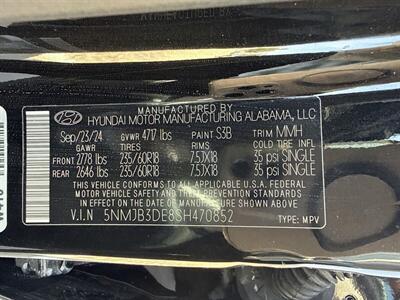 MANUFACTURED BY
HYUNDAI MOTOR MANUFACTURING ALABAMA, LLC
Sep/23/24 GVWR 4717 lbs PAINT S3B TRIM MMH
GAWR TIRES RIMS COLD TIRE INFL
FRONT 2778 lbs 235/60R18 7.5JX18 35 psi SINGLE
REAR 2646 lbs 235/60R18 7.5JX18 35 psi SINGLE
THIS VEHICLE CONFORMS TO ALL APPLICABLE FEDERAL
MOTOR VEHICLE SAFETY AND THEFT PREVENTION STANDARDS
IN EFFECT ON THE DATE OF MANUFACTURE SHOWN ABOVE.
V.I.N 5NMJB3DE8SH470852 TYPE: MPV